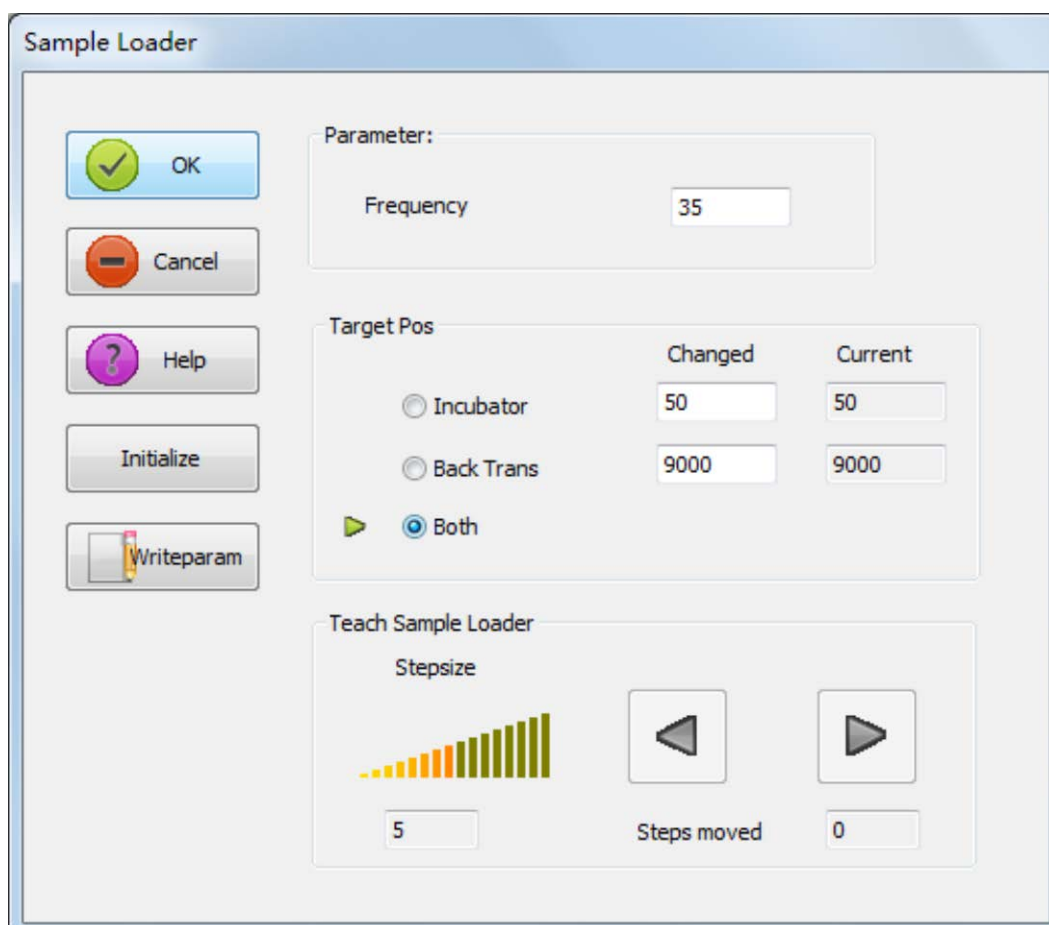 Sample Loader
OK
Cancel
Help
Initialize
Writeparam
Parameter:
Frequency 35
Target Pos
Changed Current
Incubator 50 50
Back Trans 9000 9000
Both
Teach Sample Loader
Stepsize
5 Steps moved 0